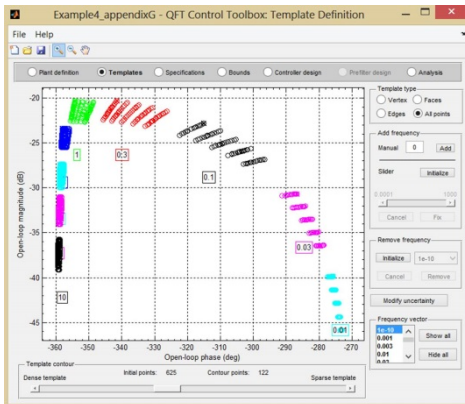 Example4_appendixG - QFT Control Toolbox: Template Definition
File Help
Plant definition Templates Specifications Bounds Controller design Prefilter design Analysis
-20
-25
-30
-35
-40
-45
Open-loop magnitude (dB)
1
0.3
0.1
0.03
10
0.01
-360 -350 -340 -330 -320 -310 -300 -290 -280 -270
Open-loop phase (deg)
Template type
Vertex Faces
Edges All points
Add frequency
Manual 0 Add
Slider Initialize
0.0001 1000
Cancel Fix
Remove frequency
Initialize 1e-10
Cancel Remove
Modify uncertainty
Frequency vector
1e-10
0.001
0.003
0.01
0.03
Show all
Hide all
Template contour
Initial points: 625 Contour points: 122
Dense template Sparse template